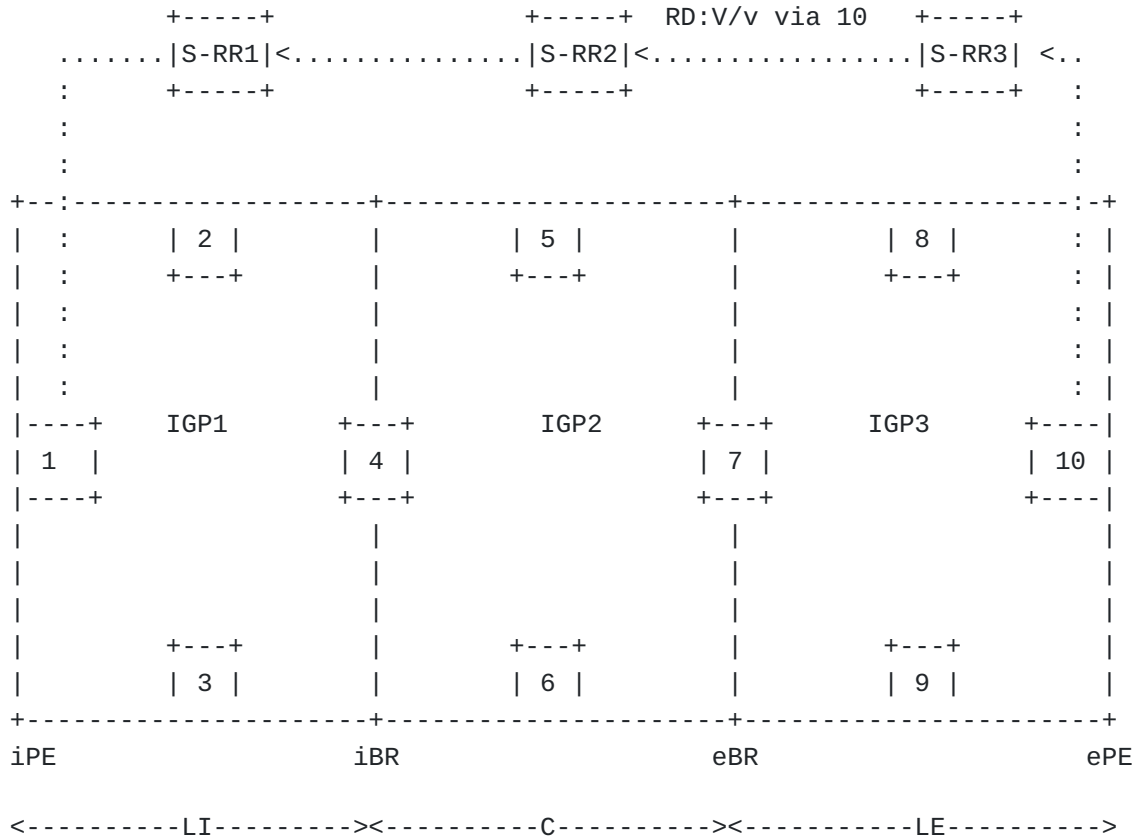 RD:V/v via 10
S-RR1 S-RR2 S-RR3
2 5 8
IGP1 IGP2 IGP3
1 4 7 10
3 6 9
iPE iBR eBR ePE
LI C LE